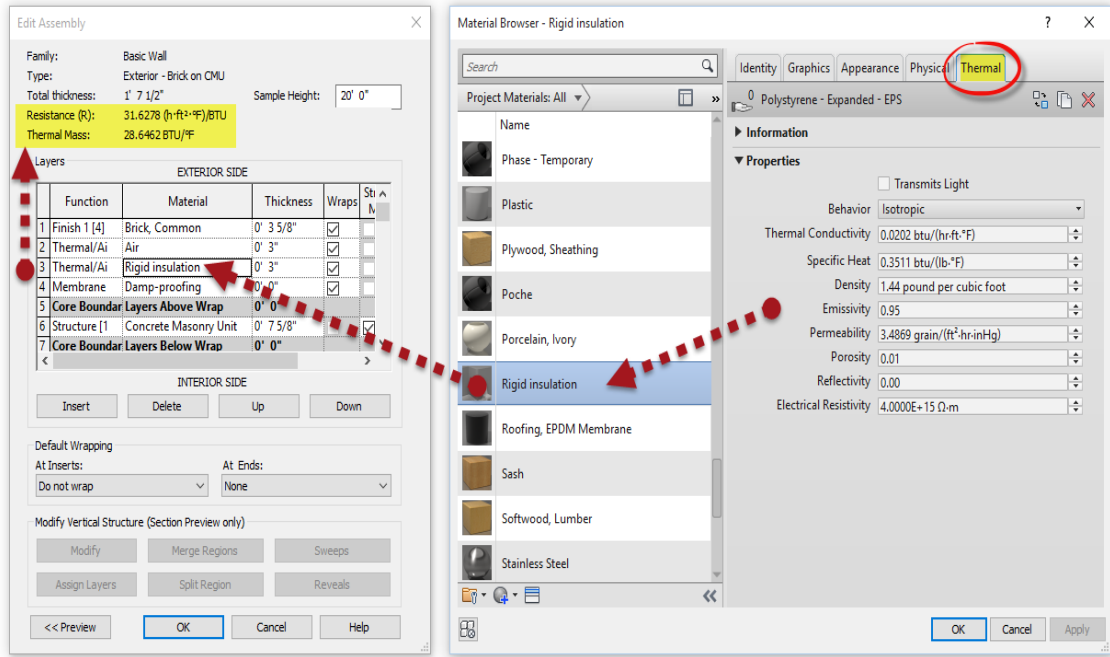 Edit Assembly
Family: Basic Wall
Type: Exterior - Brick on CMU
Total thickness: 1' 7 1/2" Sample Height: 20' 0"
Resistance (R): 31.6278 (h·ft²·°F)/BTU
Thermal Mass: 28.6462 BTU/°F
Layers
EXTERIOR SIDE
Function Material Thickness Wraps
1 Finish 1 [4] Brick, Common 0' 3 5/8"
2 Thermal/Ai Air 0' 3"
3 Thermal/Ai Rigid insulation 0' 3"
4 Membrane Damp-proofing 0' 0"
5 Core Boundar Layers Above Wrap 0' 0"
6 Structure [1 Concrete Masonry Unit 0' 7 5/8"
7 Core Boundar Layers Below Wrap 0' 0"
INTERIOR SIDE
Insert Delete Up Down
Default Wrapping
At Inserts: At Ends:
Do not wrap None
Modify Vertical Structure (Section Preview only)
Modify Merge Regions Sweeps
Assign Layers Split Region Reveals
<< Preview OK Cancel Help
Material Browser - Rigid insulation ?
Search
Project Materials: All »
Name
Phase - Temporary
Plastic
Plywood, Sheathing
Poche
Porcelain, Ivory
Rigid insulation
Roofing, EPDM Membrane
Sash
Softwood, Lumber
Stainless Steel
Identity Graphics Appearance Physical Thermal
0 Polystyrene - Expanded - EPS
Information
Properties
Transmits Light
Behavior Isotropic
Thermal Conductivity 0.0202 btu/(hr·ft·°F)
Specific Heat 0.3511 btu/(lb·°F)
Density 1.44 pound per cubic foot
Emissivity 0.95
Permeability 3.4869 grain/(ft²·hr·inHg)
Porosity 0.01
Reflectivity 0.00
Electrical Resistivity 4.0000E+15 Ω·m
OK Cancel Apply